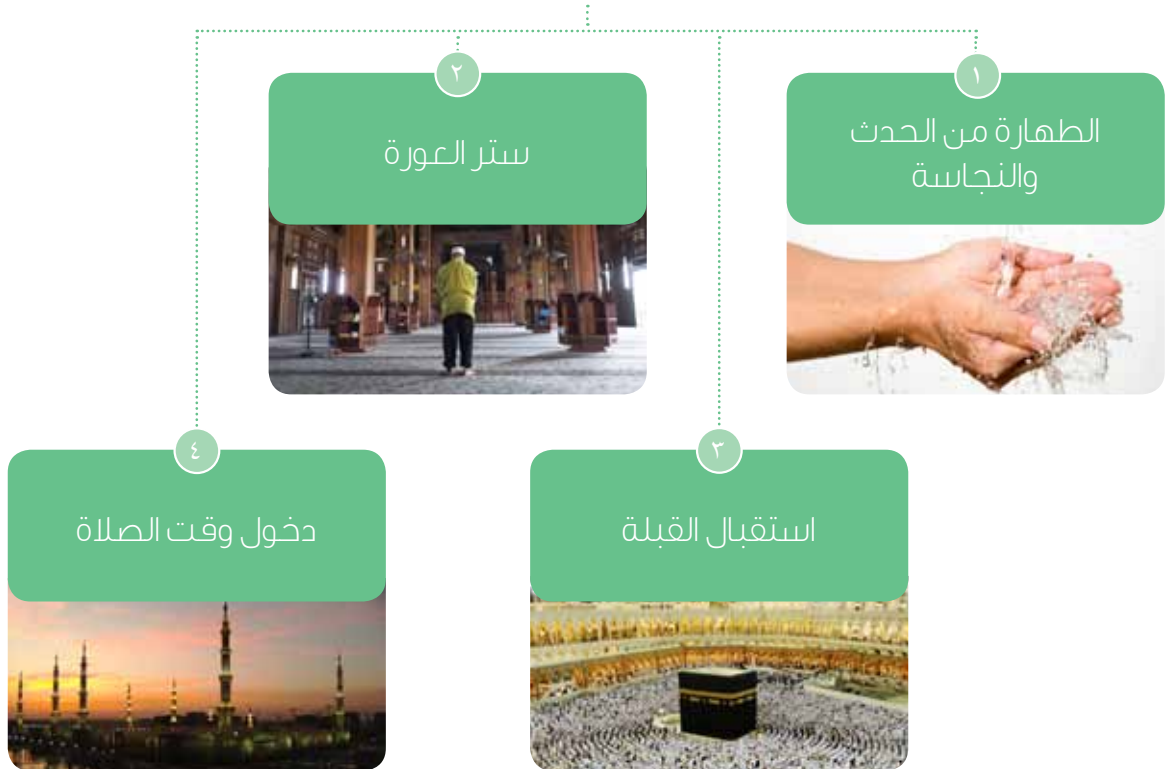 ١
الطهارة من الحدث
والنجاسة
٢
ستر العورة
٣
استقبال القبلة
٤
دخول وقت الصلاة